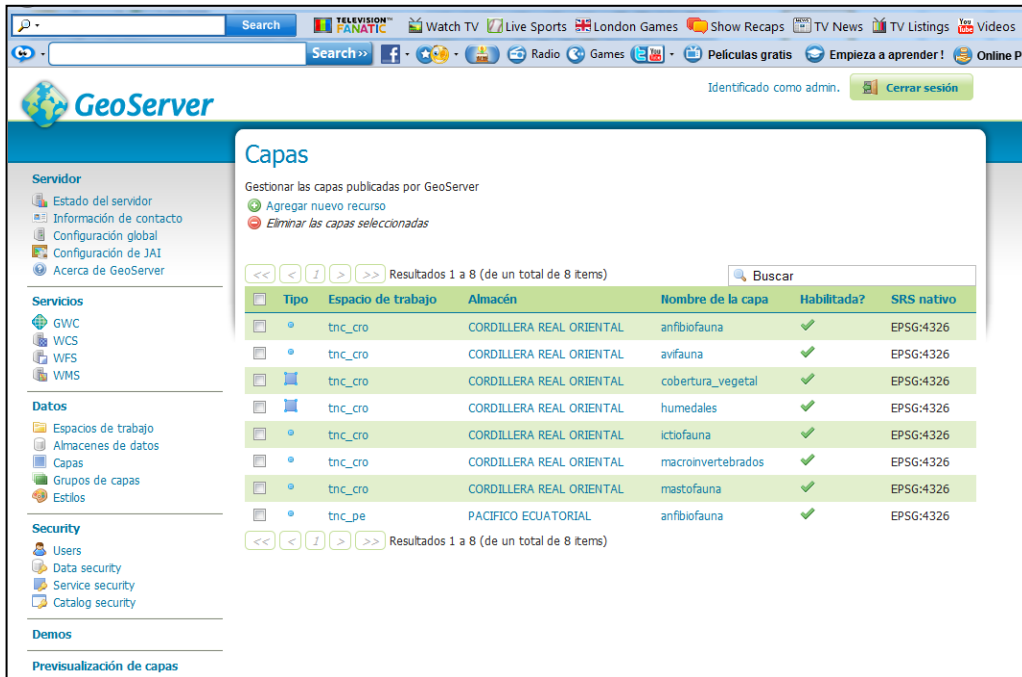 Search TELEVISION FANATIC™ Watch TV Live Sports London Games Show Recaps TV News TV Listings You Tube Videos
Search» Radio Games You Peliculas gratis Empieza a aprender ! Online P
GeoServer
Identificado como admin. Cerrar sesión
Servidor
Estado del servidor
Información de contacto
Configuración global
Configuración de JAI
Acerca de GeoServer
Servicios
GWC
WCS
WFS
WMS
Datos
Espacios de trabajo
Almacenes de datos
Capas
Grupos de capas
Estilos
Security
Users
Data security
Service security
Catalog security
Demos
Previsualización de capas
Capas
Gestionar las capas publicadas por GeoServer
Agregar nuevo recurso
Eliminar las capas seleccionadas
<< < 1 > >> Resultados 1 a 8 (de un total de 8 items) Buscar
Tipo Espacio de trabajo Almacén Nombre de la capa Habilitada? SRS nativo
tnc_cro CORDILLERA REAL ORIENTAL anfibiofauna EPSG:4326
tnc_cro CORDILLERA REAL ORIENTAL avifauna EPSG:4326
tnc_cro CORDILLERA REAL ORIENTAL cobertura_vegetal EPSG:4326
tnc_cro CORDILLERA REAL ORIENTAL humedales EPSG:4326
tnc_cro CORDILLERA REAL ORIENTAL ictiofauna EPSG:4326
tnc_cro CORDILLERA REAL ORIENTAL macroinvertebrados EPSG:4326
tnc_cro CORDILLERA REAL ORIENTAL mastofauna EPSG:4326
tnc_pe PACIFICO ECUATORIAL anfibiofauna EPSG:4326
<< < 1 > >> Resultados 1 a 8 (de un total de 8 items)